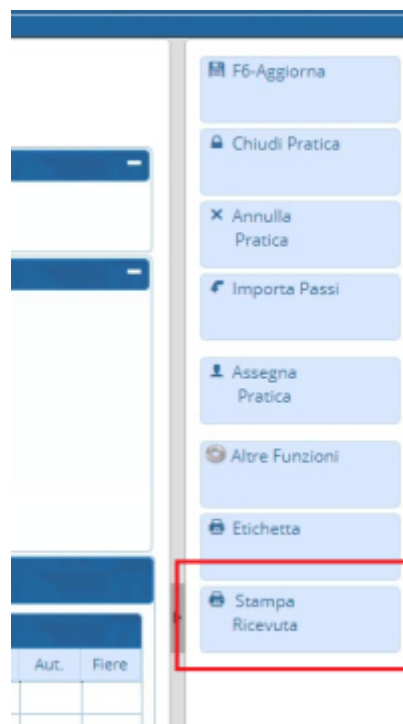 F6-Aggiorna
Chiudi Pratica
Annulla
Pratica
Importa Passi
Assegna
Pratica
Altre Funzioni
Etichetta
Stampa
Ricevuta
Aut. Fiere